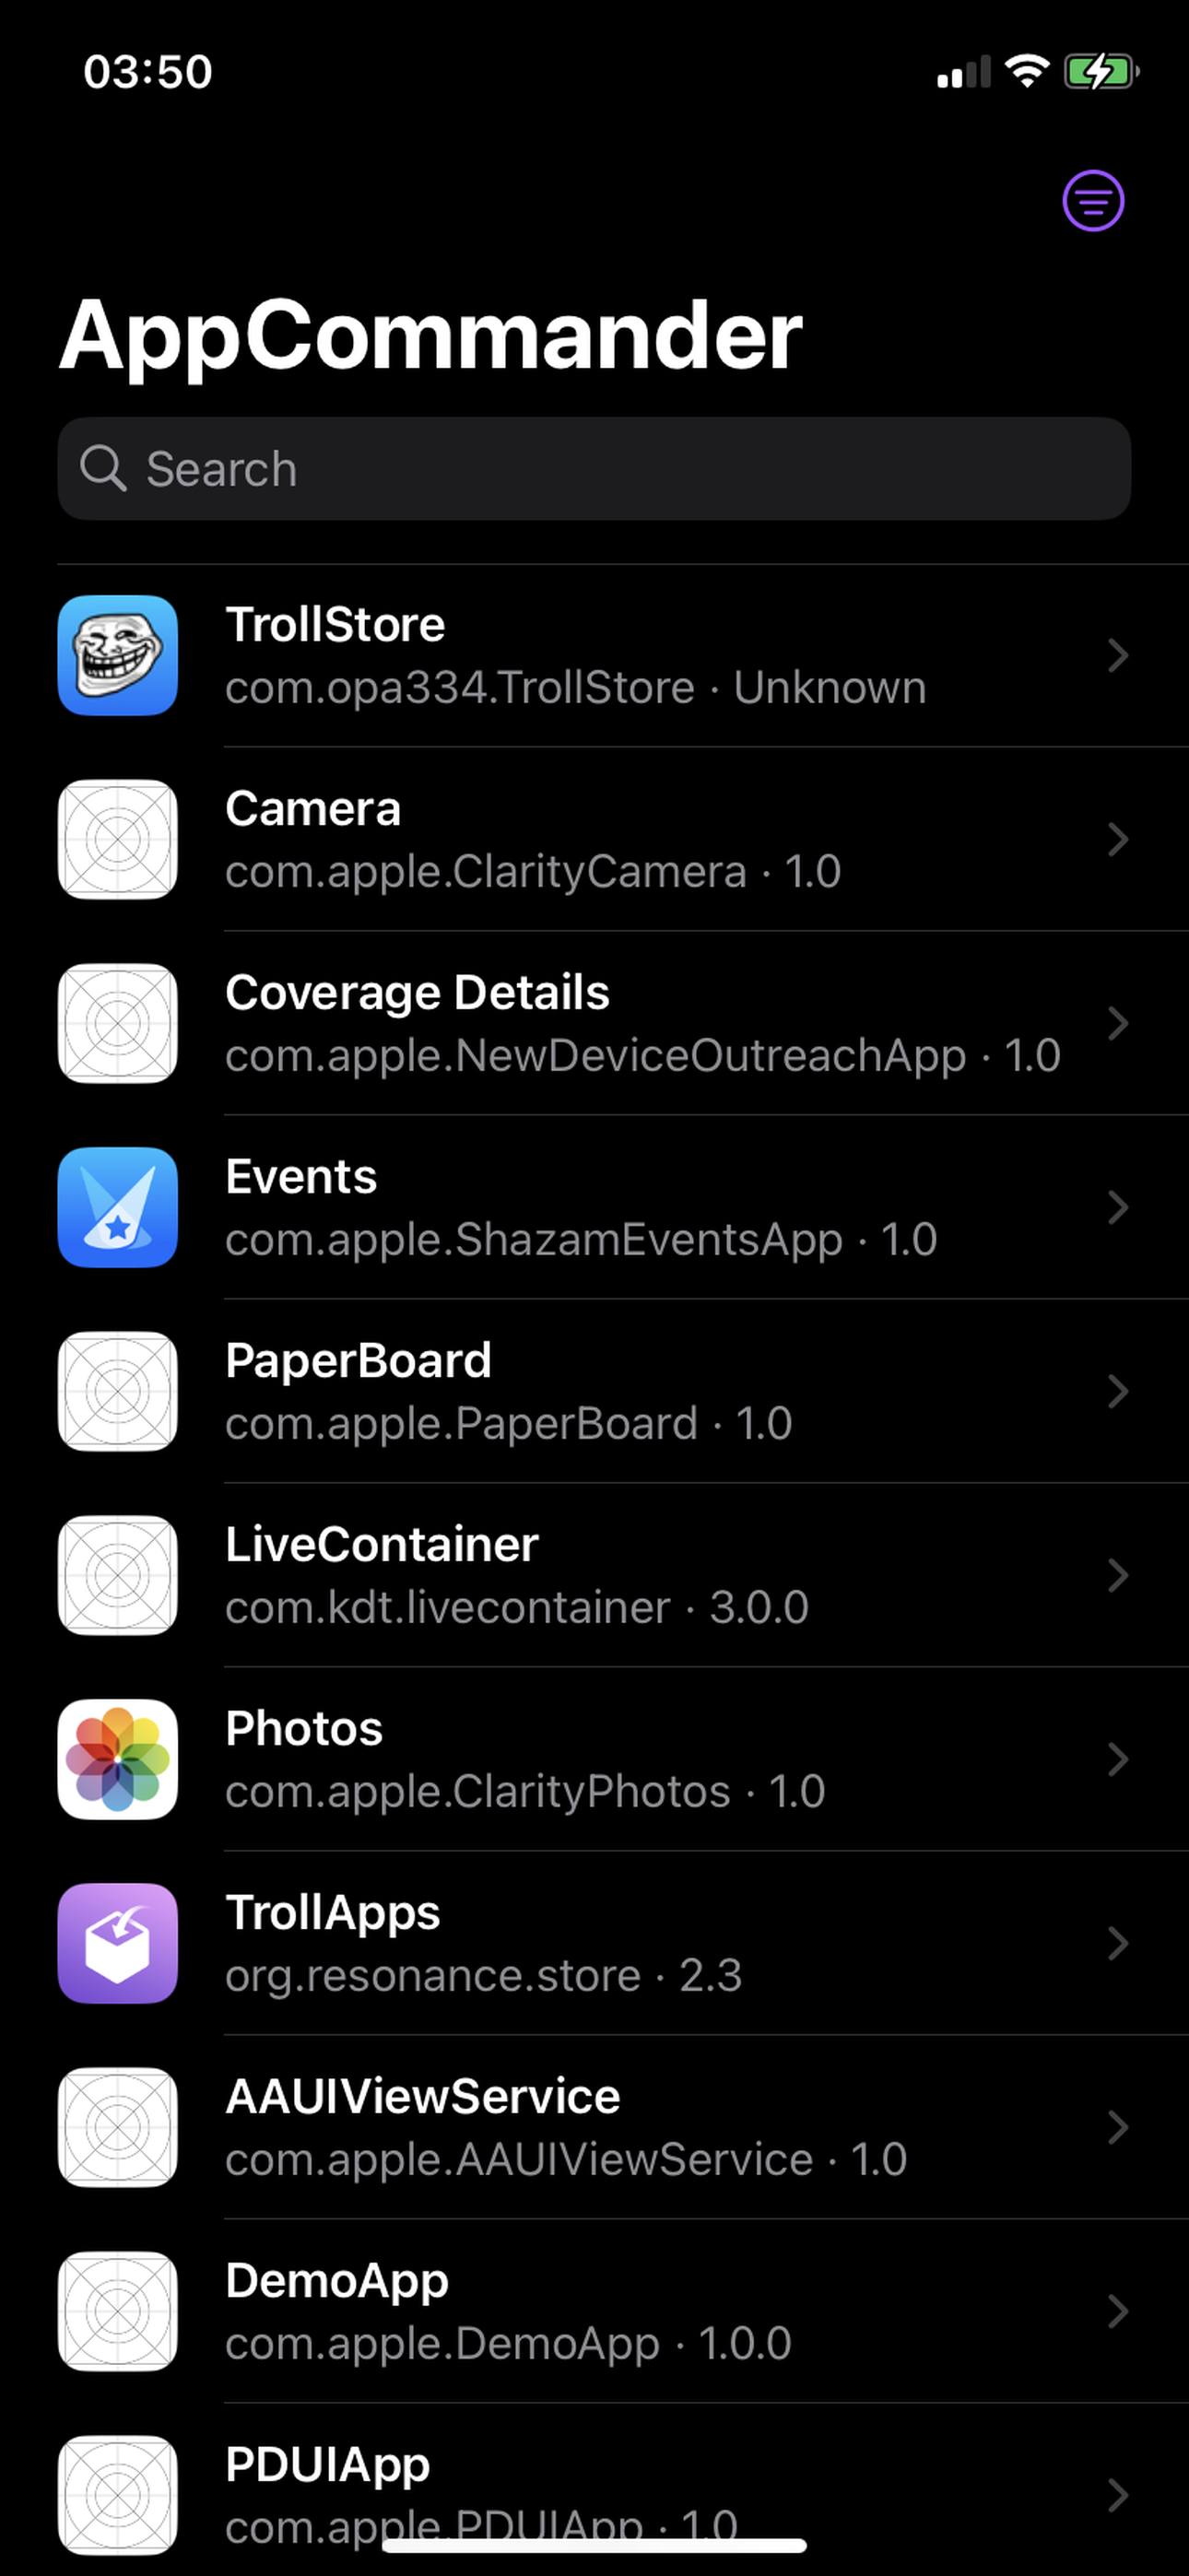 03:50
AppCommander
Search
TrollStore
com.opa334.TrollStore · Unknown
Camera
com.apple.ClarityCamera · 1.0
Coverage Details
com.apple.NewDeviceOutreachApp · 1.0
Events
com.apple.ShazamEventsApp · 1.0
PaperBoard
com.apple.PaperBoard · 1.0
LiveContainer
com.kdt.livecontainer · 3.0.0
Photos
com.apple.ClarityPhotos · 1.0
TrollApps
org.resonance.store · 2.3
AAUIViewService
com.apple.AAUIViewService · 1.0
DemoApp
com.apple.DemoApp · 1.0.0
PDUIApp
com.apple.PDUIApp · 1.0